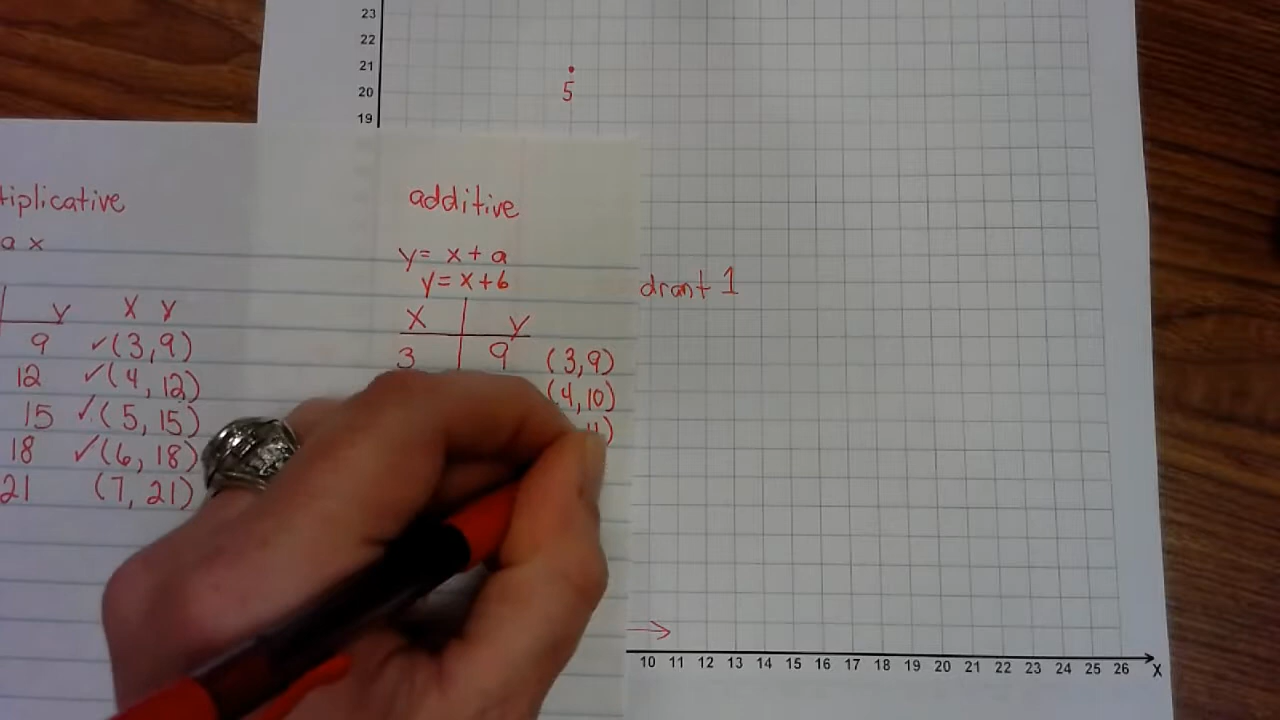 23
22
21
20
19
5
tiplicative
a x
Y X Y
9 ✓(3,9)
12 ✓(4,12)
15 ✓(5,15)
18 ✓(6,18)
21 (7,21)
additive
y= x+a
y=x+6
X Y
3 9 (3,9)
(4,10)
11)
drant 1
10 11 12 13 14 15 16 17 18 19 20 21 22 23 24 25 26 X